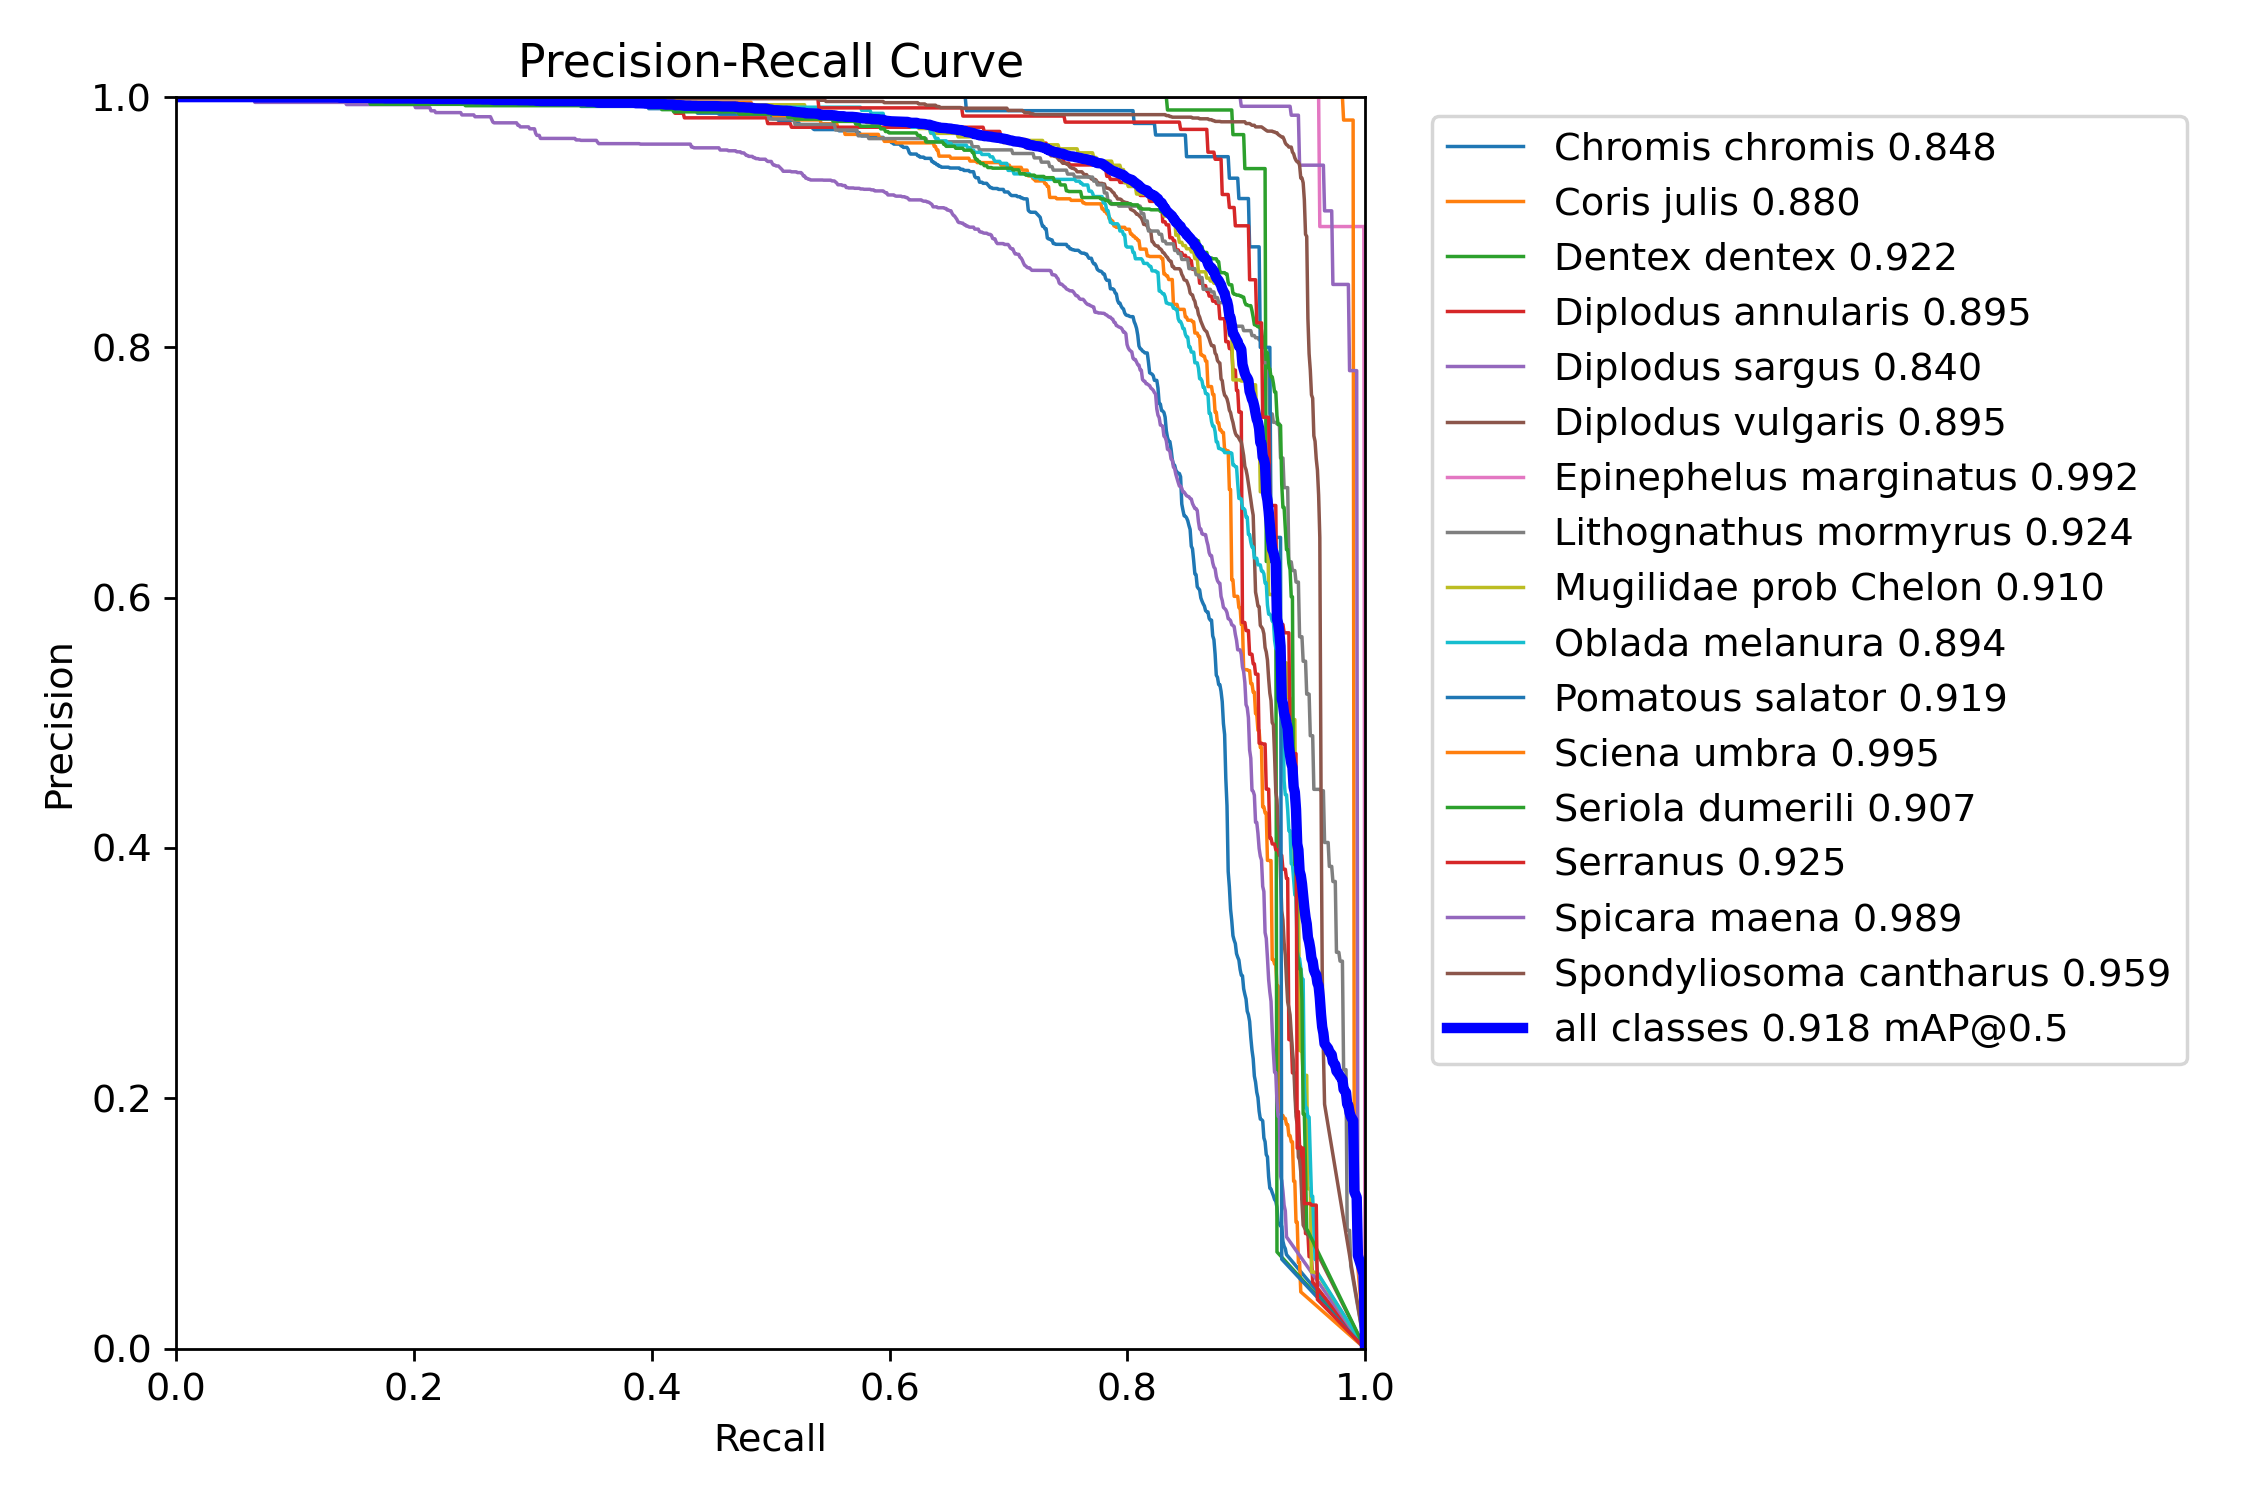 Precision-Recall Curve
1.0
0.8
0.6
0.4
0.2
0.0
Precision
0.0 0.2 0.4 0.6 0.8 1.0
Recall
Chromis chromis 0.848
Coris julis 0.880
Dentex dentex 0.922
Diplodus annularis 0.895
Diplodus sargus 0.840
Diplodus vulgaris 0.895
Epinephelus marginatus 0.992
Lithognathus mormyrus 0.924
Mugilidae prob Chelon 0.910
Oblada melanura 0.894
Pomatous salator 0.919
Sciena umbra 0.995
Seriola dumerili 0.907
Serranus 0.925
Spicara maena 0.989
Spondyliosoma cantharus 0.959
all classes 0.918 mAP@0.5